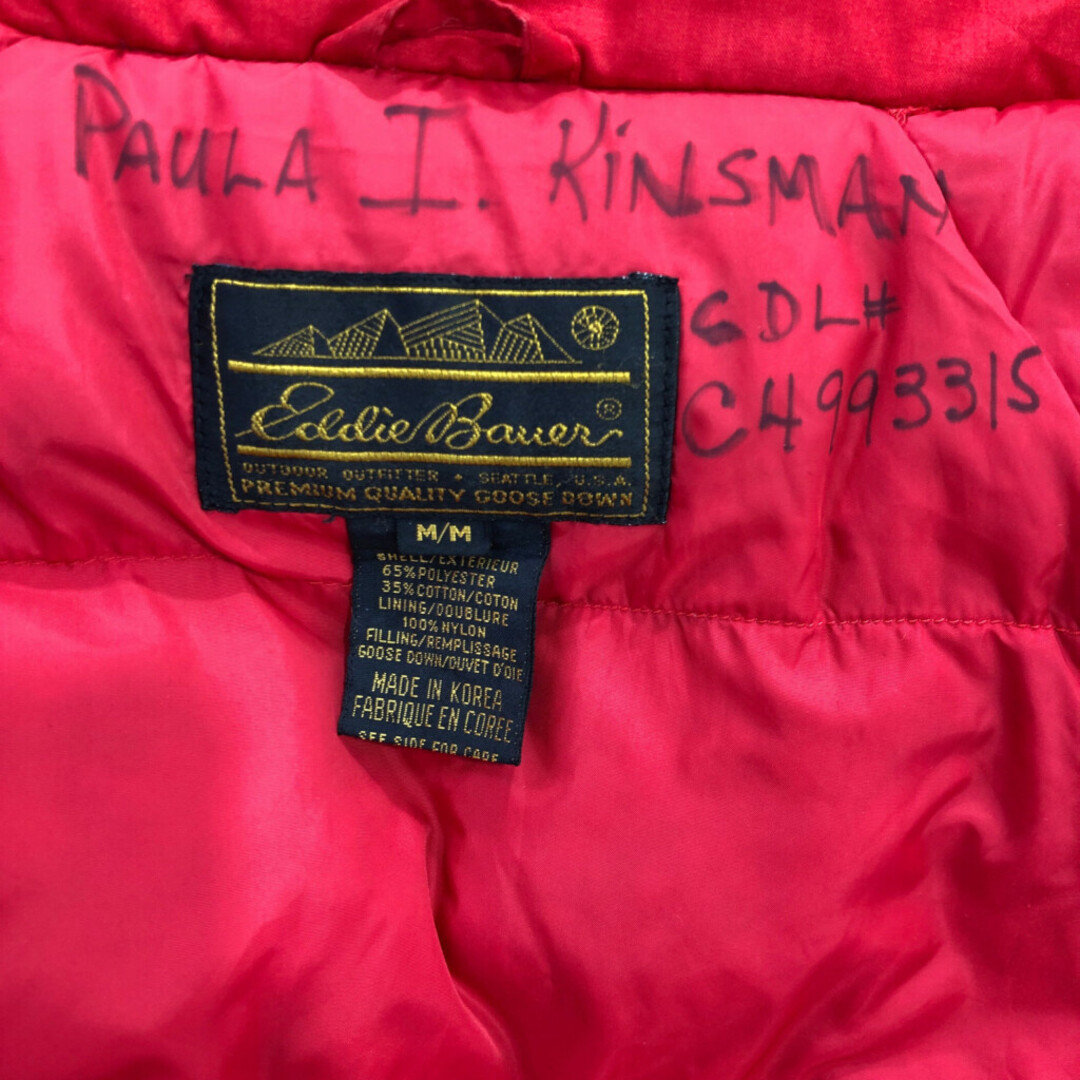 PAULA I. KINSMAN
CDL#
C4993315
Eddie Bauer ®
OUTDOOR OUTFITTER • SEATTLE, U.S.A.
PREMIUM QUALITY GOOSE DOWN
M/M
SHELL/EXTERIEUR
65% POLYESTER
35% COTTON/COTON
LINING/DOUBLURE
100% NYLON
FILLING/REMPLISSAGE
GOOSE DOWN/DUVET D'OIE
MADE IN KOREA
FABRIQUE EN COREE
SEE SIDE FOR CARE